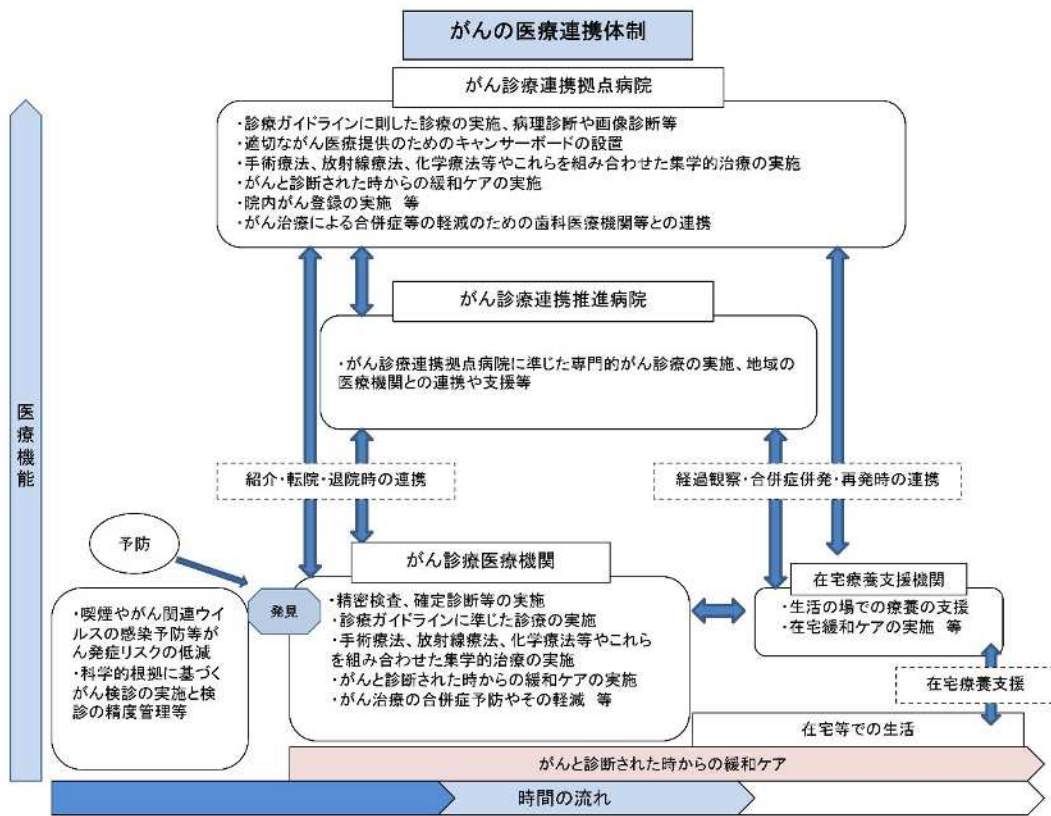 がんの医療連携体制
がん診療連携拠点病院
・診療ガイドラインに則した診療の実施、病理診断や画像診断等
・適切ながん医療提供のためのキャンサーボードの設置
・手術療法、放射線療法、化学療法等やこれらを組み合わせた集学的治療の実施
・がんと診断された時からの緩和ケアの実施
・院内がん登録の実施 等
・がん治療による合併症等の軽減のための歯科医療機関等との連携
がん診療連携推進病院
・がん診療連携拠点病院に準じた専門的がん診療の実施、地域の
医療機関との連携や支援等
医療機能
紹介・転院・退院時の連携
経過観察・合併症併発・再発時の連携
予防
発見
・喫煙やがん関連ウイ
ルスの感染予防等が
ん発症リスクの低減
・科学的根拠に基づく
がん検診の実施と検
診の精度管理等
がん診療医療機関
・精密検査、確定診断等の実施
・診療ガイドラインに準じた診療の実施
・手術療法、放射線療法、化学療法等やこれら
を組み合わせた集学的治療の実施
・がんと診断された時からの緩和ケアの実施
・がん治療の合併症予防やその軽減 等
在宅療養支援機関
・生活の場での療養の支援
・在宅緩和ケアの実施 等
在宅療養支援
在宅等での生活
がんと診断された時からの緩和ケア
時間の流れ